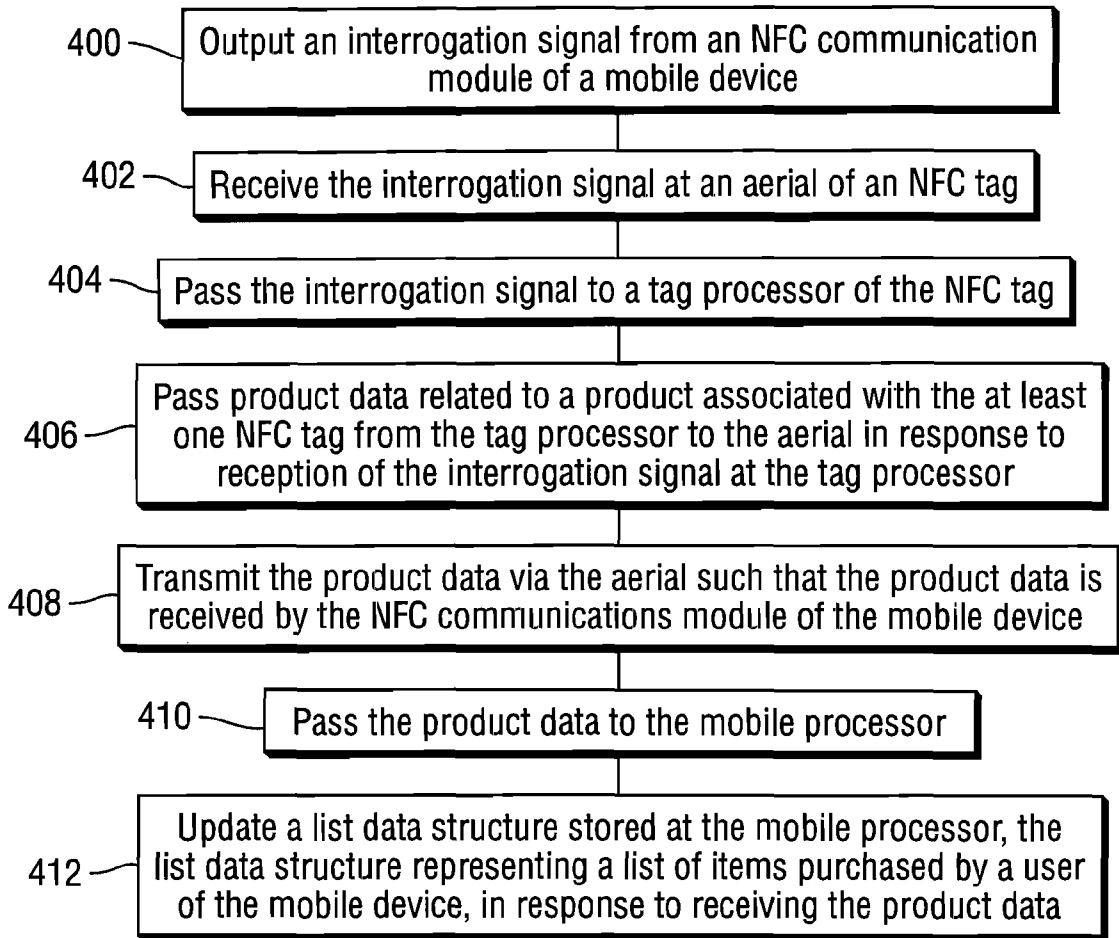 400
Output an interrogation signal from an NFC communication
module of a mobile device
402
Receive the interrogation signal at an aerial of an NFC tag
404
Pass the interrogation signal to a tag processor of the NFC tag
406
Pass product data related to a product associated with the at least
one NFC tag from the tag processor to the aerial in response to
reception of the interrogation signal at the tag processor
408
Transmit the product data via the aerial such that the product data is
received by the NFC communications module of the mobile device
410
Pass the product data to the mobile processor
412
Update a list data structure stored at the mobile processor, the
list data structure representing a list of items purchased by a user
of the mobile device, in response to receiving the product data